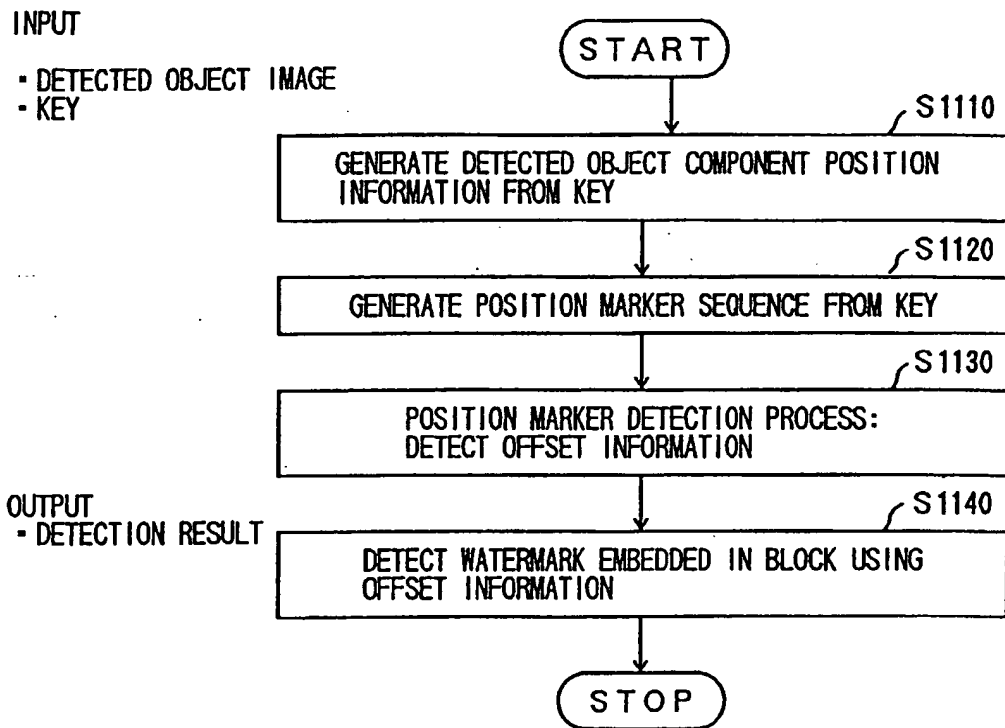 INPUT
▪ DETECTED OBJECT IMAGE
▪ KEY
START
S1110
GENERATE DETECTED OBJECT COMPONENT POSITION
INFORMATION FROM KEY
S1120
GENERATE POSITION MARKER SEQUENCE FROM KEY
S1130
POSITION MARKER DETECTION PROCESS:
DETECT OFFSET INFORMATION
OUTPUT
▪ DETECTION RESULT
S1140
DETECT WATERMARK EMBEDDED IN BLOCK USING
OFFSET INFORMATION
STOP